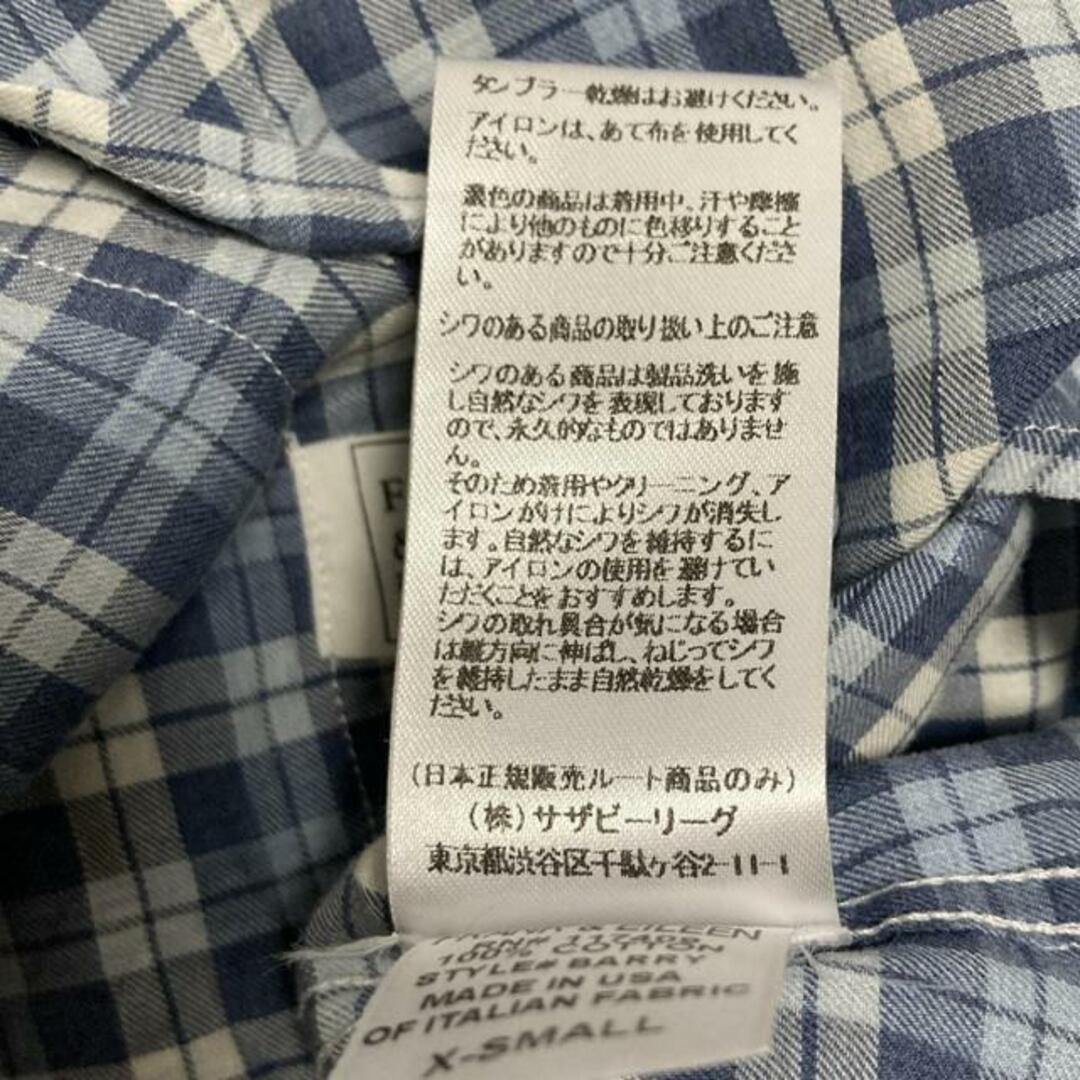 タンブラー乾燥はお避けください。
アイロンは、あて布を使用してく
ださい。
濃色の商品は着用中、汗や摩擦
により他のものに色移りすること
がありますので十分ご注意くださ
い。
シワのある商品の取り扱い上のご注意
シワのある商品は製品洗いを施
し自然なシワを表現しております
ので、永久的なものではありませ
ん。
そのため着用やクリーニング、ア
イロンがけによりシワが消失し
ます。自然なシワを維持するに
は、アイロンの使用を避けてい
ただくことをおすすめします。
シワの取れ具合が気になる場合
は縦方向に伸ばし、ねじってシワ
を維持したまま自然乾燥をしてく
ださい。
(日本正規販売ルート商品のみ)
(株)サザビーリーグ
東京都渋谷区千駄ケ谷2-11-1
F
&
FRANK & EILEEN
RN# 117405
100% COTTON
STYLE# BARRY
MADE IN USA
OF ITALIAN FABRIC
X-SMALL